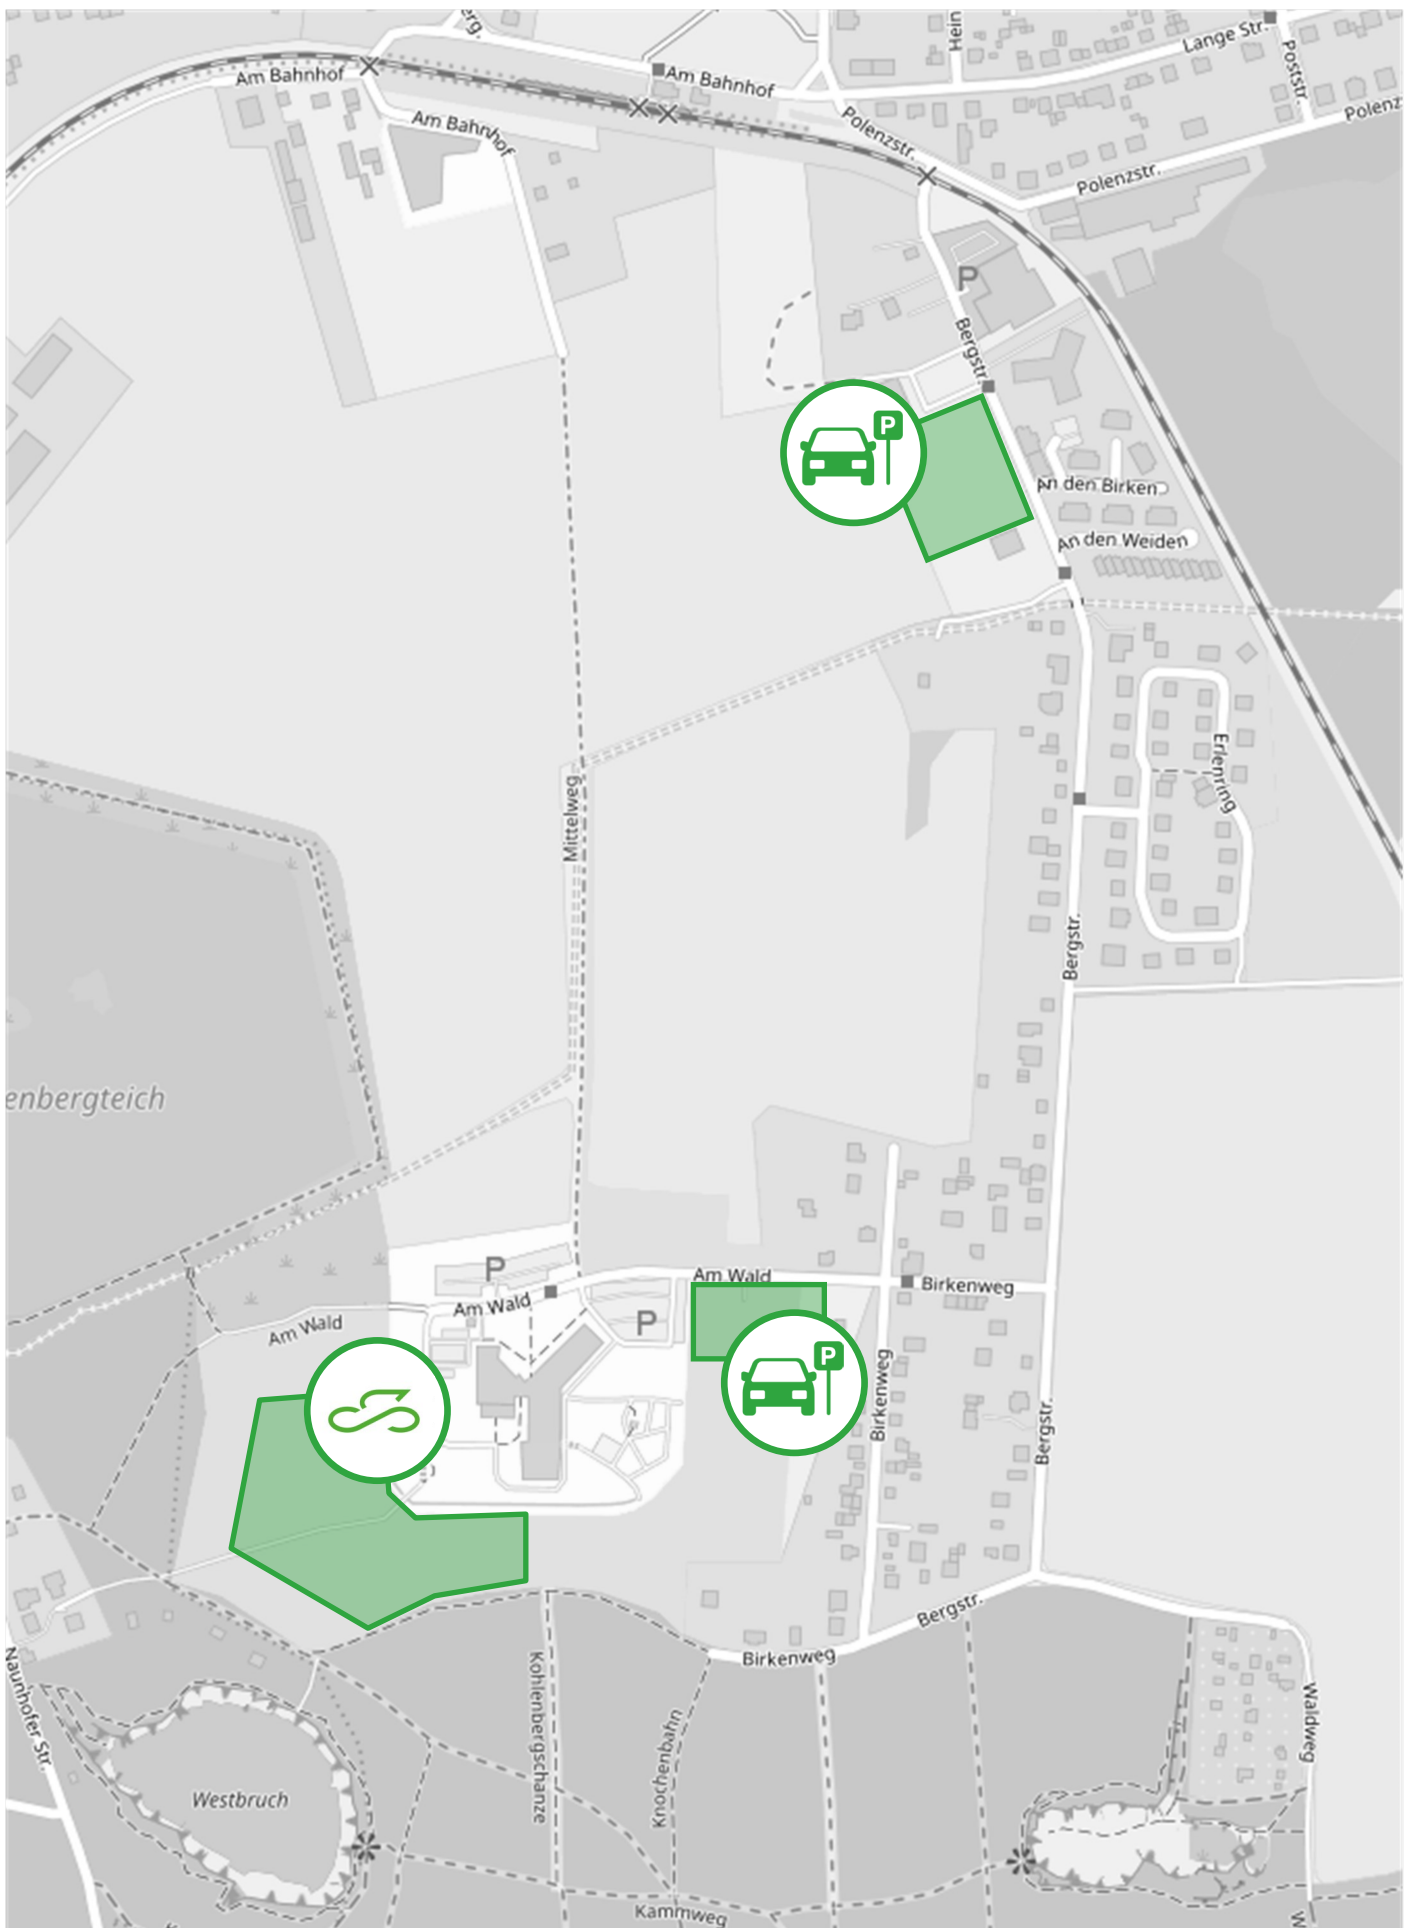 erg.
Hein
Lange Str.
Poststr.
Am Bahnhof
Am Bahnhof
Polenz
Am Bahnhof
Polenzstr.
Polenzstr.
P
Bergstr.
P
An den Birken
An den Weiden
Erlenring
Mittelweg
Bergstr.
enbergteich
P
Am Wald
Birkenweg
Am Wald
P
Am Wald
P
Birkenweg
Bergstr.
Bergstr.
Birkenweg
Naunhofer Str.
Kohlenbergschanze
Knochenbahn
Waldweg
Westbruch
Kammweg
W